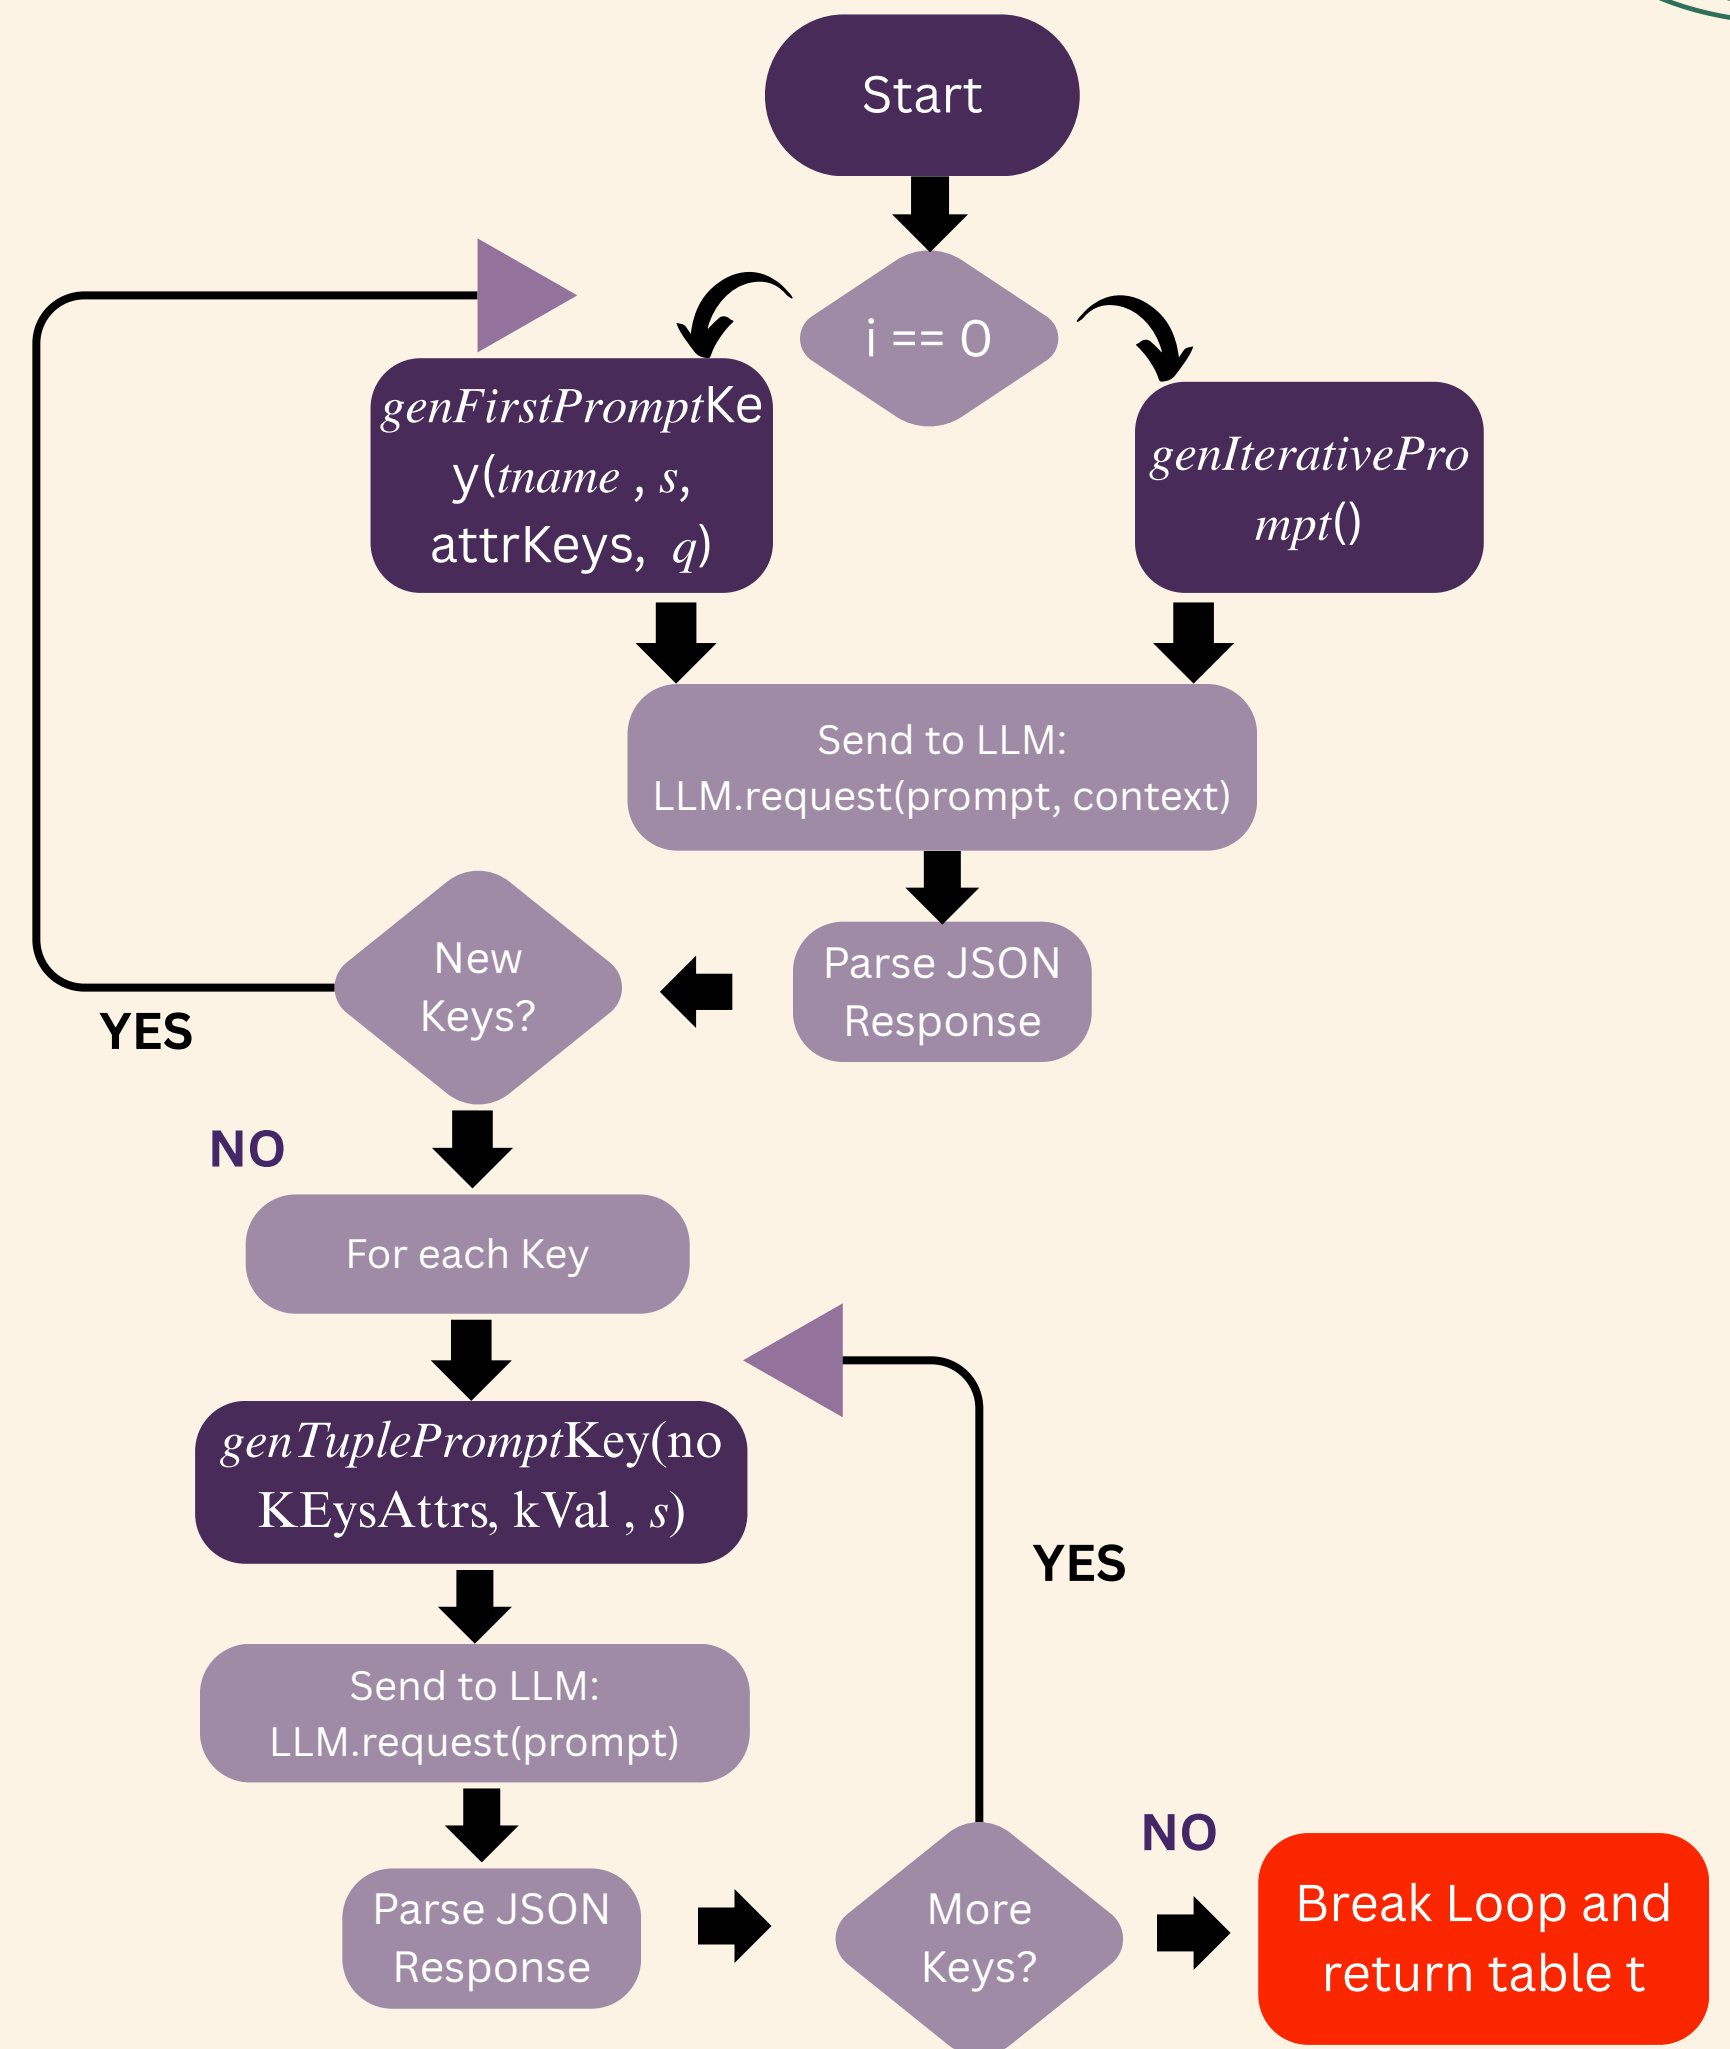 Start
i == 0
genFirstPromptKe
y(tname , s,
attrKeys, q)
genIterativePro
mpt()
Send to LLM:
LLM.request(prompt, context)
Parse JSON
Response
New
Keys?
YES
NO
For each Key
genTuplePromptKey(no
KEysAttrs, kVal , s)
YES
Send to LLM:
LLM.request(prompt)
Parse JSON
Response
More
Keys?
NO
Break Loop and
return table t